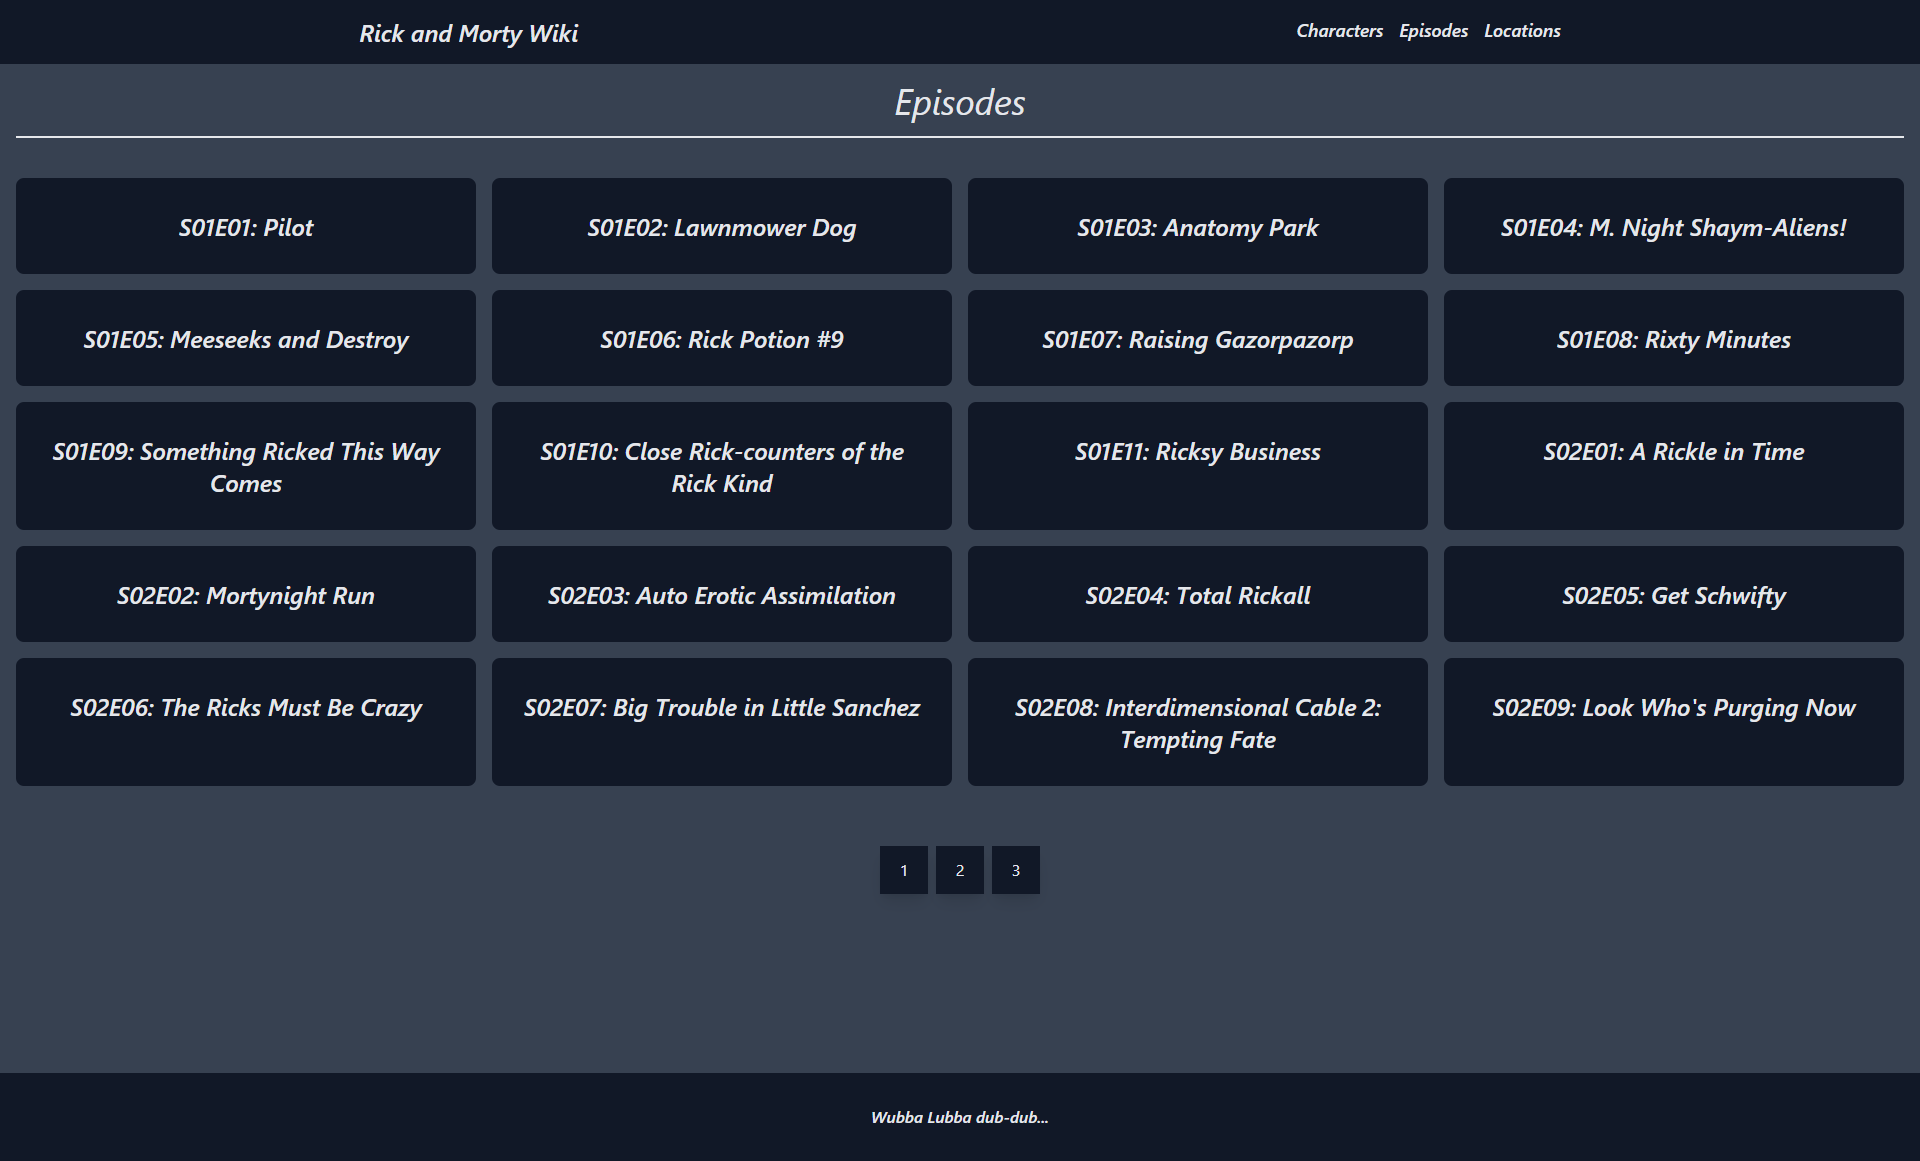 Rick and Morty Wiki
Characters Episodes Locations
Episodes
S01E01: Pilot
S01E02: Lawnmower Dog
S01E03: Anatomy Park
S01E04: M. Night Shaym-Aliens!
S01E05: Meeseeks and Destroy
S01E06: Rick Potion #9
S01E07: Raising Gazorpazorp
S01E08: Rixty Minutes
S01E09: Something Ricked This Way
Comes
S01E10: Close Rick-counters of the
Rick Kind
S01E11: Ricksy Business
S02E01: A Rickle in Time
S02E02: Mortynight Run
S02E03: Auto Erotic Assimilation
S02E04: Total Rickall
S02E05: Get Schwifty
S02E06: The Ricks Must Be Crazy
S02E07: Big Trouble in Little Sanchez
S02E08: Interdimensional Cable 2:
Tempting Fate
S02E09: Look Who's Purging Now
1 2 3
Wubba Lubba dub-dub...